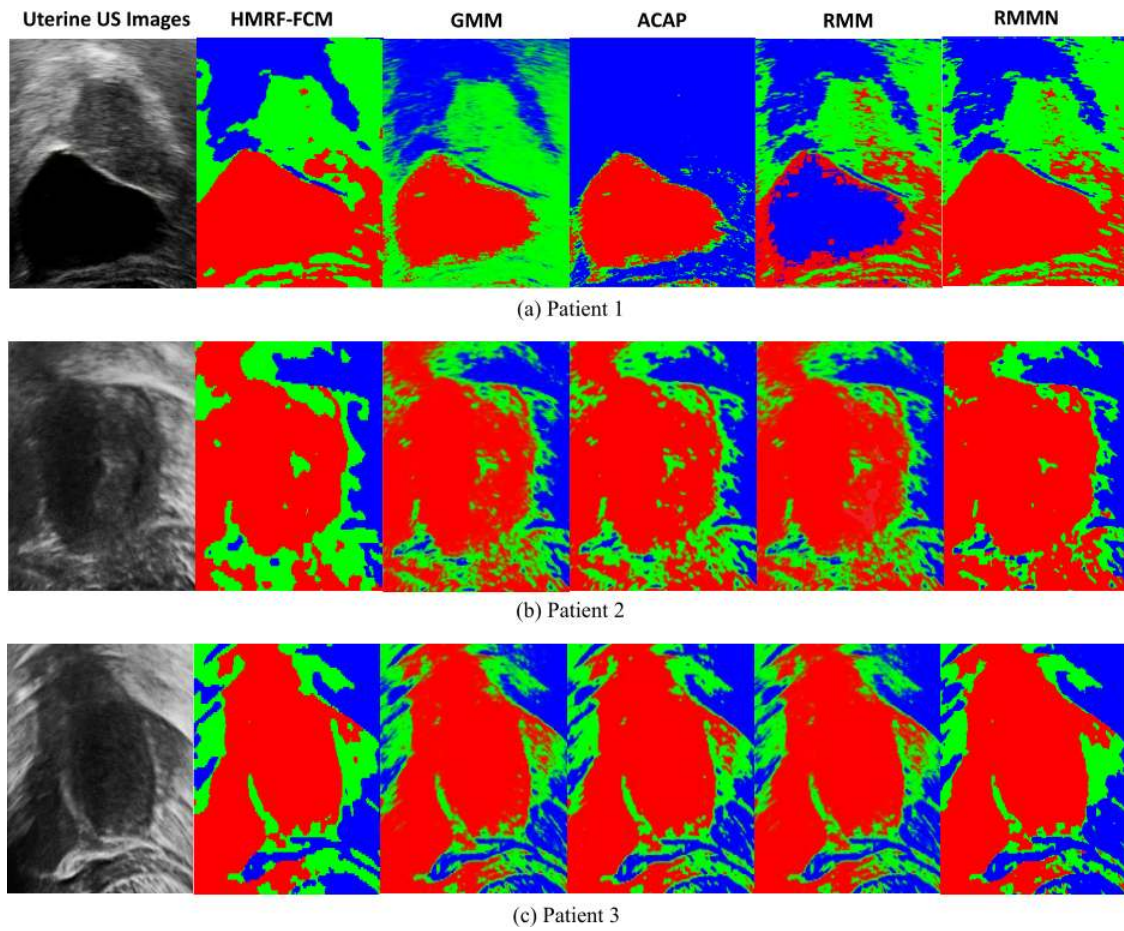 Uterine US Images HMRF-FCM GMM ACAP RMM RMMN
(a) Patient 1
(b) Patient 2
(c) Patient 3